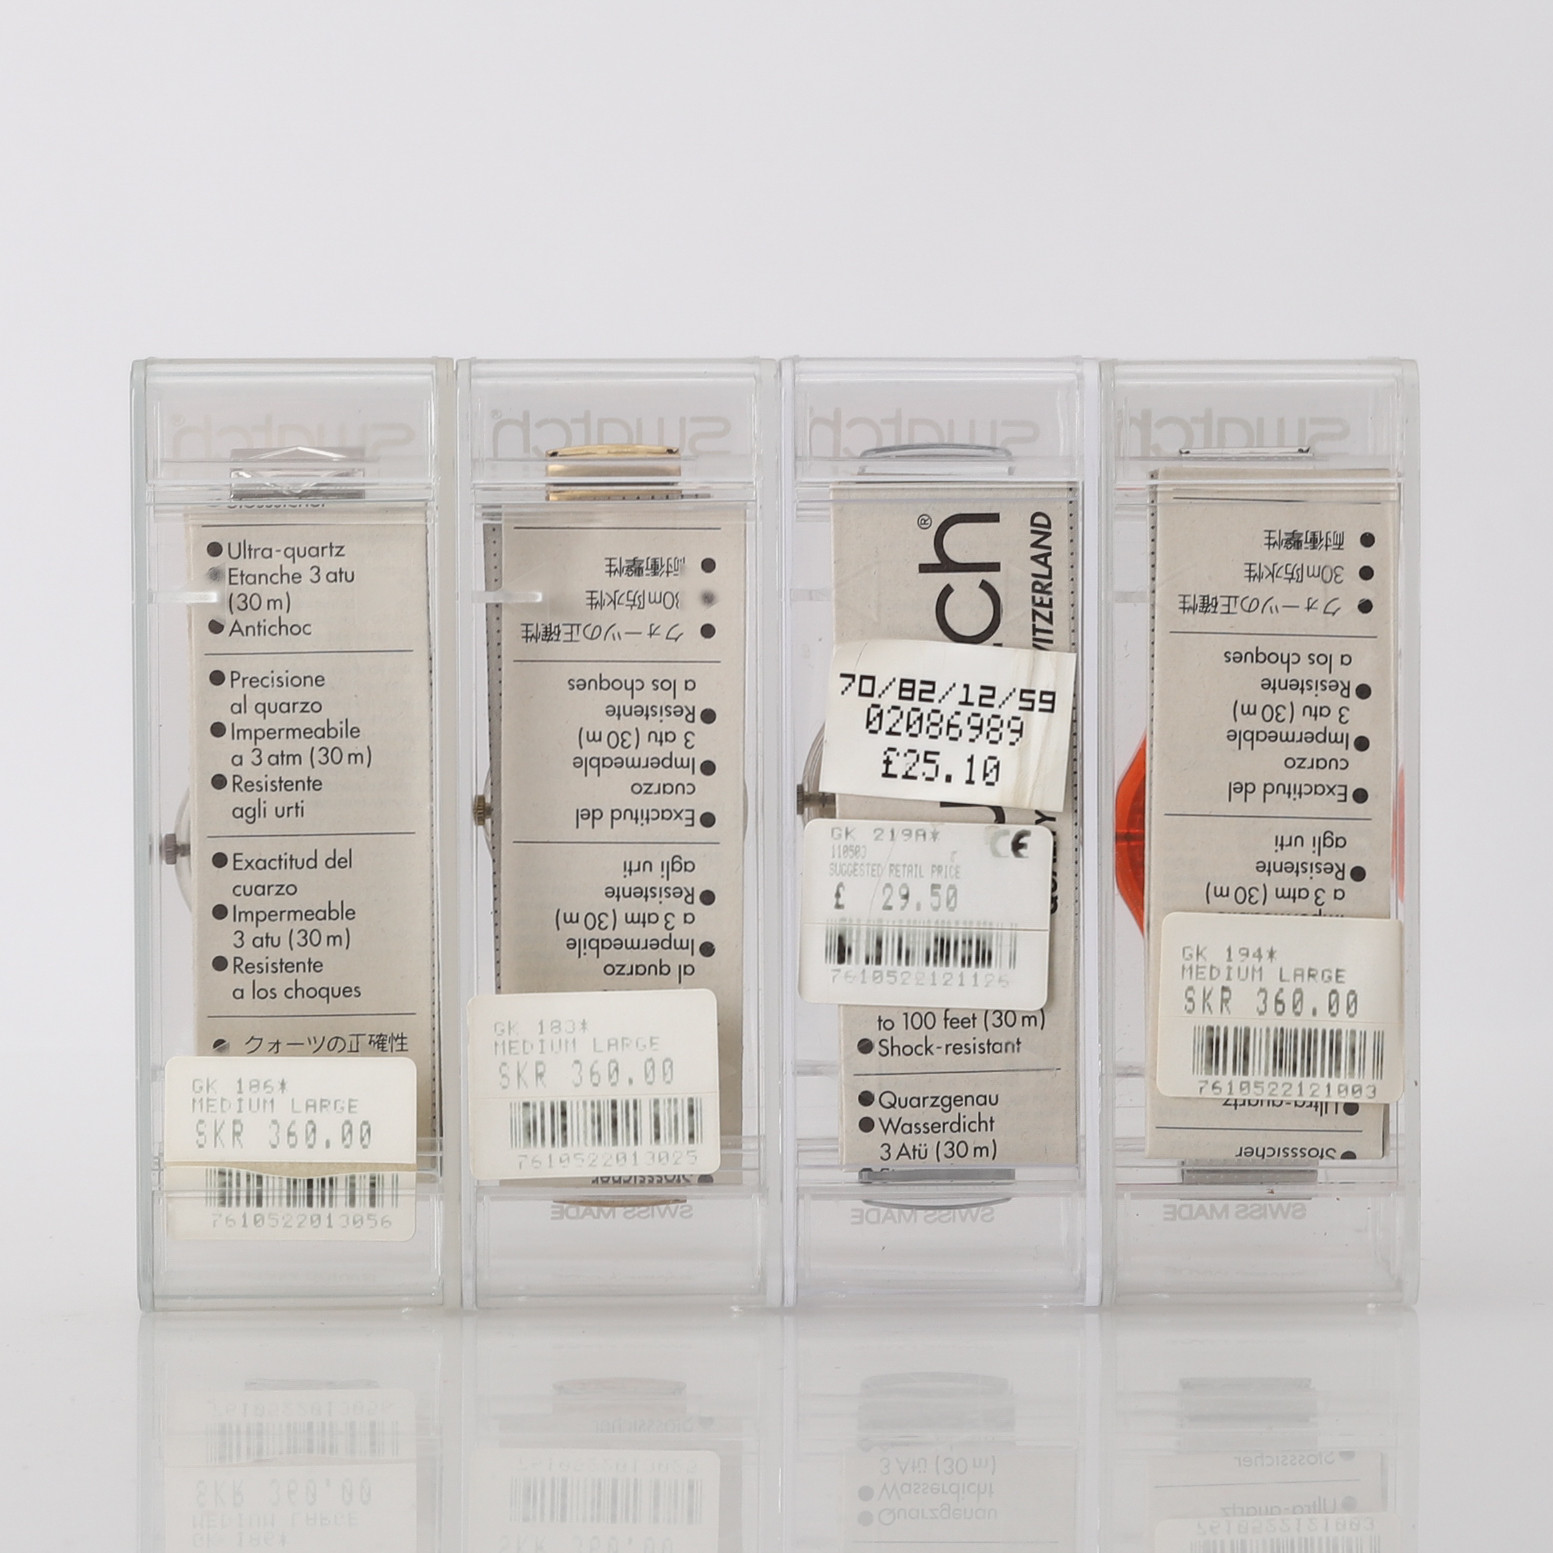 swatch
Ultra-quartz
Etanche 3 atu
(30 m)
Antichoc
Precisione
al quarzo
Impermeabile
a 3 atm (30 m)
Resistente
agli urti
Exactitud del
cuarzo
Impermeable
3 atu (30 m)
Resistente
a los choques
クォーツの正確性
GK 186*
MEDIUM LARGE
SKR 360.00
7610522013056
swatch
耐衝撃性
30m防水性
クォーツの正確性
a los choques
Resistente
3 atu (30 m)
Impermeable
cuarzo
Exactitud del
agli urti
Resistente
a 3 atm (30 m)
Impermeabile
al quarzo
GK 183*
MEDIUM LARGE
SKR 360.00
7610522013025
Stosssicher
SWISS MADE
swatch
ch®
ITZERLAND
70/82/12/59
02086989
£25.10
GK 219A* CE
110503
SUGGESTED RETAIL PRICE
£ 29.50
7610522121126
to 100 feet (30 m)
Shock-resistant
Quarzgenau
Wasserdicht
3 Atü (30 m)
SWISS MADE
swatch
耐衝撃性
30m防水性
クォーツの正確性
a los choques
Resistente
3 atu (30 m)
Impermeable
cuarzo
Exactitud del
agli urti
Resistente
a 3 atm (30 m)
GK 194*
MEDIUM LARGE
SKR 360.00
7610522121003
Ultra-quartz
Stosssicher
SWISS MADE